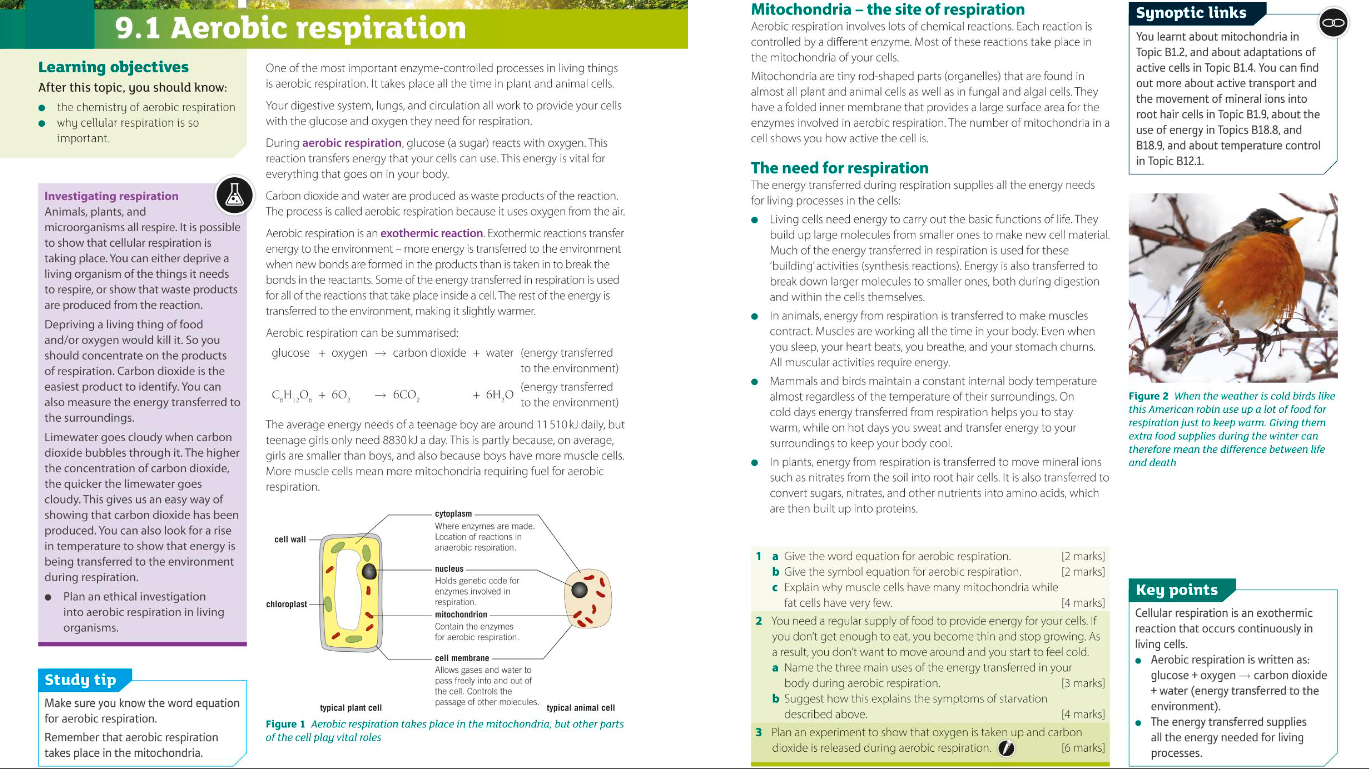 9.1 Aerobic respiration
Learning objectives
After this topic, you should know:
● the chemistry of aerobic respiration
● why cellular respiration is so
important.
Investigating respiration
Animals, plants, and
microorganisms all respire. It is possible
to show that cellular respiration is
taking place. You can either deprive a
living organism of the things it needs
to respire, or show that waste products
are produced from the reaction.
Depriving a living thing of food
and/or oxygen would kill it. So you
should concentrate on the products
of respiration. Carbon dioxide is the
easiest product to identify. You can
also measure the energy transferred to
the surroundings.
Limewater goes cloudy when carbon
dioxide bubbles through it. The higher
the concentration of carbon dioxide,
the quicker the limewater goes
cloudy. This gives us an easy way of
showing that carbon dioxide has been
produced. You can also look for a rise
in temperature to show that energy is
being transferred to the environment
during respiration.
● Plan an ethical investigation
into aerobic respiration in living
organisms.
Study tip
Make sure you know the word equation
for aerobic respiration.
Remember that aerobic respiration
takes place in the mitochondria.
One of the most important enzyme-controlled processes in living things
is aerobic respiration. It takes place all the time in plant and animal cells.
Your digestive system, lungs, and circulation all work to provide your cells
with the glucose and oxygen they need for respiration.
During aerobic respiration, glucose (a sugar) reacts with oxygen. This
reaction transfers energy that your cells can use. This energy is vital for
everything that goes on in your body.
Carbon dioxide and water are produced as waste products of the reaction.
The process is called aerobic respiration because it uses oxygen from the air.
Aerobic respiration is an exothermic reaction. Exothermic reactions transfer
energy to the environment – more energy is transferred to the environment
when new bonds are formed in the products than is taken in to break the
bonds in the reactants. Some of the energy transferred in respiration is used
for all of the reactions that take place inside a cell. The rest of the energy is
transferred to the environment, making it slightly warmer.
Aerobic respiration can be summarised:
glucose + oxygen → carbon dioxide + water (energy transferred
to the environment)
C₆H₁₂O₆ + 6O₂ → 6CO₂ + 6H₂O (energy transferred
to the environment)
The average energy needs of a teenage boy are around 11 510 kJ daily, but
teenage girls only need 8830 kJ a day. This is partly because, on average,
girls are smaller than boys, and also because boys have more muscle cells.
More muscle cells mean more mitochondria requiring fuel for aerobic
respiration.
cell wall
chloroplast
cytoplasm
Where enzymes are made.
Location of reactions in
anaerobic respiration.
nucleus
Holds genetic code for
enzymes involved in
respiration.
mitochondrion
Contain the enzymes
for aerobic respiration.
cell membrane
Allows gases and water to
pass freely into and out of
the cell. Controls the
passage of other molecules.
typical plant cell
typical animal cell
Figure 1 Aerobic respiration takes place in the mitochondria, but other parts
of the cell play vital roles
Mitochondria – the site of respiration
Aerobic respiration involves lots of chemical reactions. Each reaction is
controlled by a different enzyme. Most of these reactions take place in
the mitochondria of your cells.
Mitochondria are tiny rod-shaped parts (organelles) that are found in
almost all plant and animal cells as well as in fungal and algal cells. They
have a folded inner membrane that provides a large surface area for the
enzymes involved in aerobic respiration. The number of mitochondria in a
cell shows you how active the cell is.
The need for respiration
The energy transferred during respiration supplies all the energy needs
for living processes in the cells:
● Living cells need energy to carry out the basic functions of life. They
build up large molecules from smaller ones to make new cell material.
Much of the energy transferred in respiration is used for these
'building' activities (synthesis reactions). Energy is also transferred to
break down larger molecules to smaller ones, both during digestion
and within the cells themselves.
● In animals, energy from respiration is transferred to make muscles
contract. Muscles are working all the time in your body. Even when
you sleep, your heart beats, you breathe, and your stomach churns.
All muscular activities require energy.
● Mammals and birds maintain a constant internal body temperature
almost regardless of the temperature of their surroundings. On
cold days energy transferred from respiration helps you to stay
warm, while on hot days you sweat and transfer energy to your
surroundings to keep your body cool.
● In plants, energy from respiration is transferred to move mineral ions
such as nitrates from the soil into root hair cells. It is also transferred to
convert sugars, nitrates, and other nutrients into amino acids, which
are then built up into proteins.
1 a Give the word equation for aerobic respiration. [2 marks]
b Give the symbol equation for aerobic respiration. [2 marks]
c Explain why muscle cells have many mitochondria while
fat cells have very few. [4 marks]
2 You need a regular supply of food to provide energy for your cells. If
you don't get enough to eat, you become thin and stop growing. As
a result, you don't want to move around and you start to feel cold.
a Name the three main uses of the energy transferred in your
body during aerobic respiration. [3 marks]
b Suggest how this explains the symptoms of starvation
described above. [4 marks]
3 Plan an experiment to show that oxygen is taken up and carbon
dioxide is released during aerobic respiration. [6 marks]
Synoptic links
You learnt about mitochondria in
Topic B1.2, and about adaptations of
active cells in Topic B1.4. You can find
out more about active transport and
the movement of mineral ions into
root hair cells in Topic B1.9, about the
use of energy in Topics B18.8, and
B18.9, and about temperature control
in Topic B12.1.
Figure 2 When the weather is cold birds like
this American robin use up a lot of food for
respiration just to keep warm. Giving them
extra food supplies during the winter can
therefore mean the difference between life
and death
Key points
Cellular respiration is an exothermic
reaction that occurs continuously in
living cells.
● Aerobic respiration is written as:
glucose + oxygen → carbon dioxide
+ water (energy transferred to the
environment).
● The energy transferred supplies
all the energy needed for living
processes.